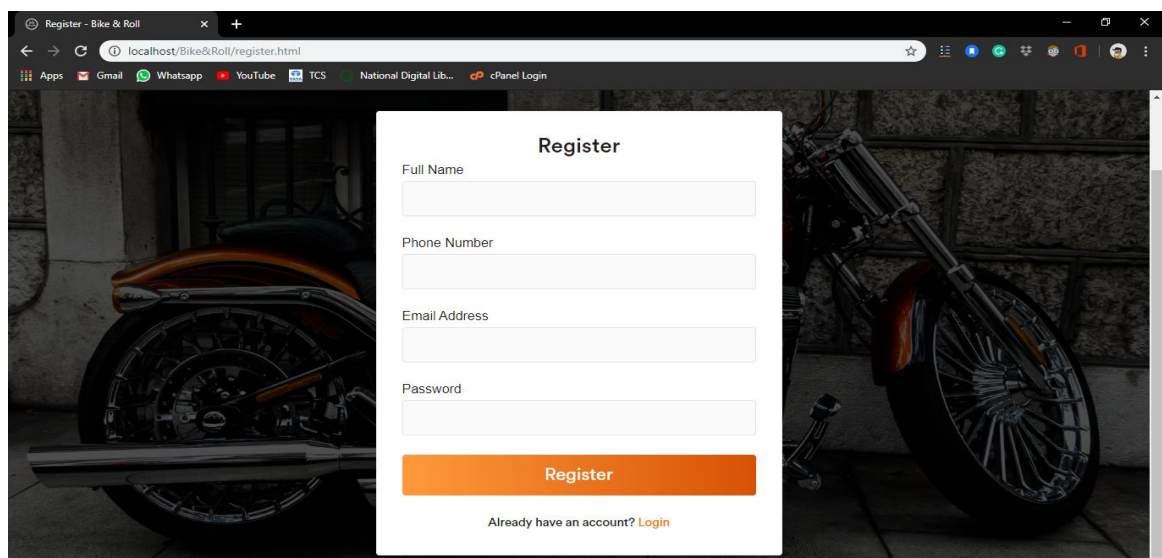 Register - Bike & Roll
localhost/Bike&Roll/register.html
Apps Gmail Whatsapp YouTube TCS National Digital Lib... cPanel Login
Register
Full Name
Phone Number
Email Address
Password
Register
Already have an account? Login